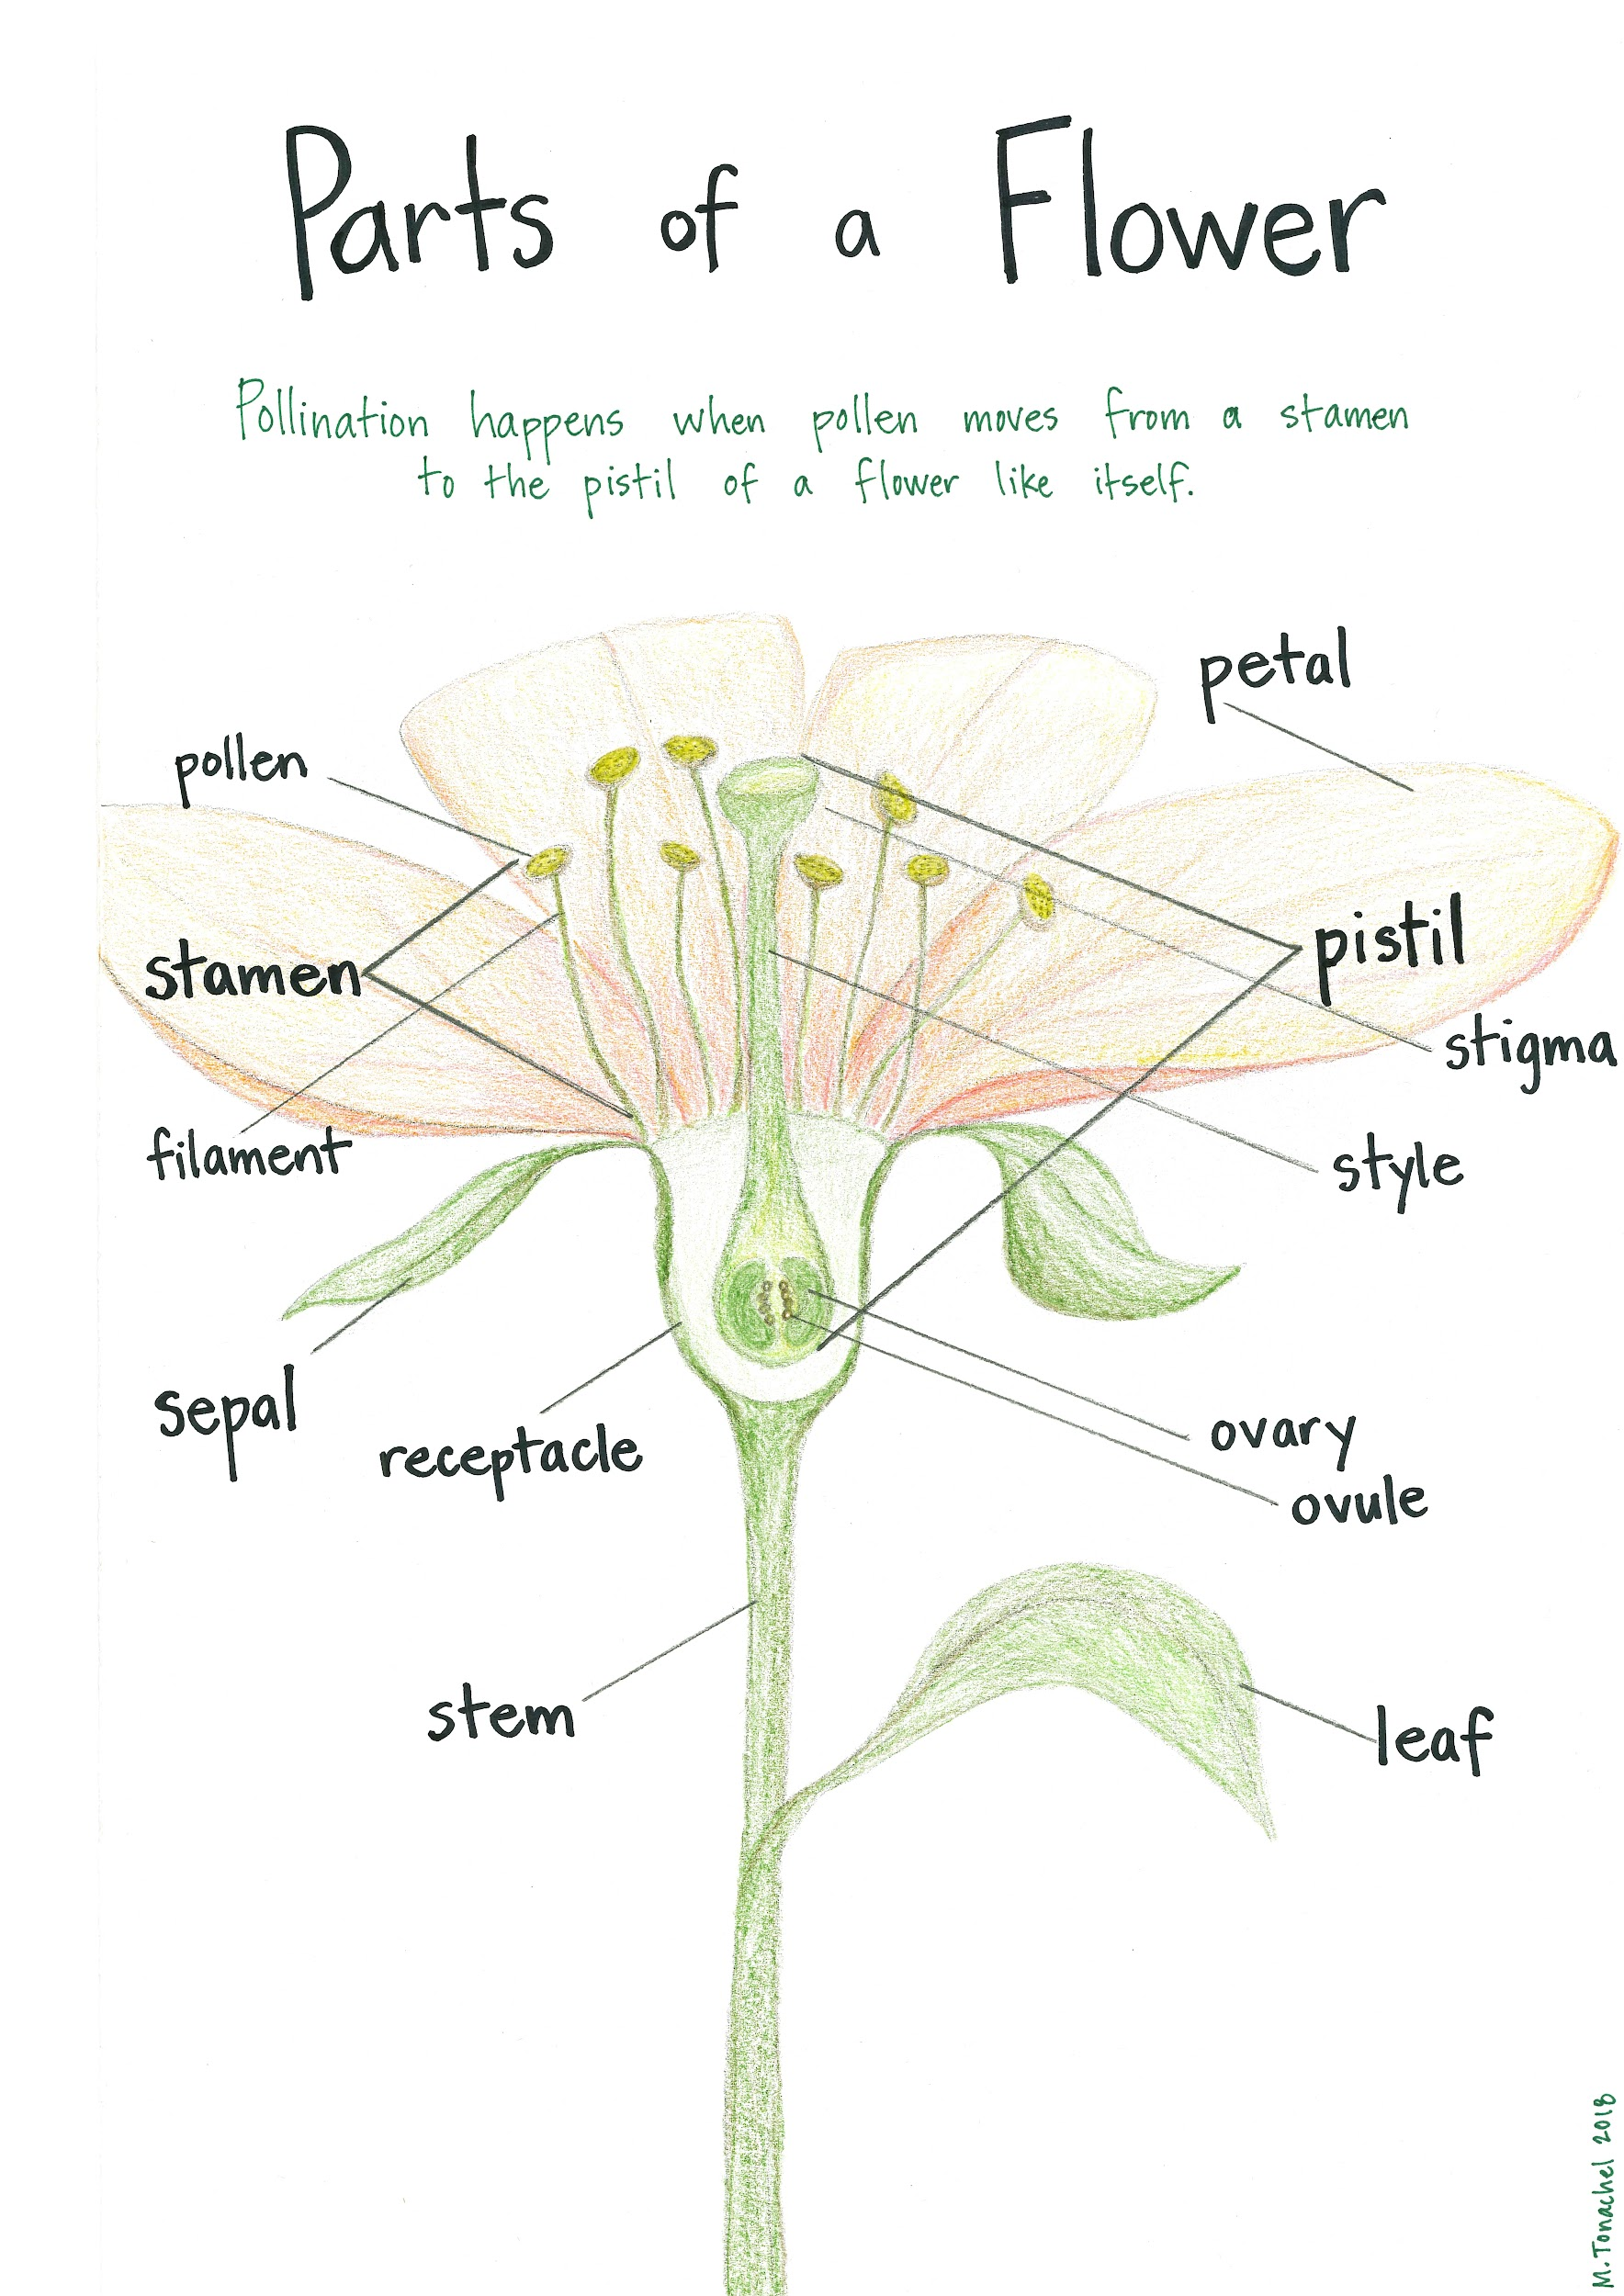 Parts of a Flower
Pollination happens when pollen moves from a stamen
to the pistil of a flower like itself.
petal
pollen
pistil
stamen
stigma
filament
style
sepal
receptacle
ovary
ovule
stem
leaf
M. Tonachel 2018